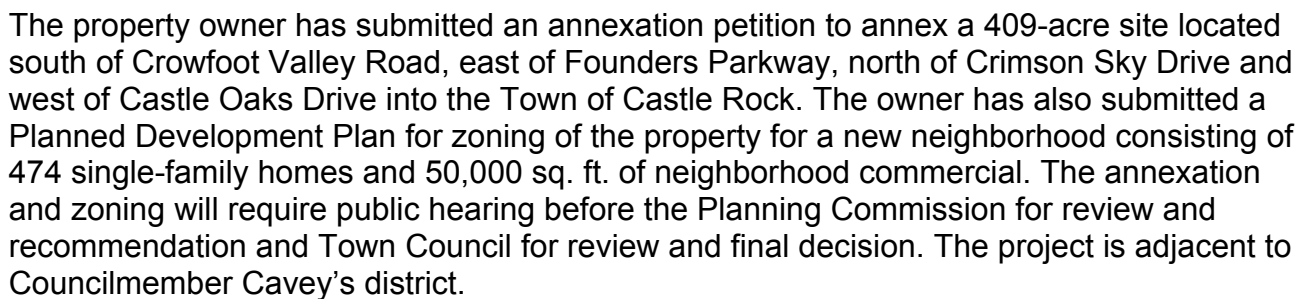 The property owner has submitted an annexation petition to annex a 409-acre site located
south of Crowfoot Valley Road, east of Founders Parkway, north of Crimson Sky Drive and
west of Castle Oaks Drive into the Town of Castle Rock. The owner has also submitted a
Planned Development Plan for zoning of the property for a new neighborhood consisting of
474 single-family homes and 50,000 sq. ft. of neighborhood commercial. The annexation
and zoning will require public hearing before the Planning Commission for review and
recommendation and Town Council for review and final decision. The project is adjacent to
Councilmember Cavey’s district.